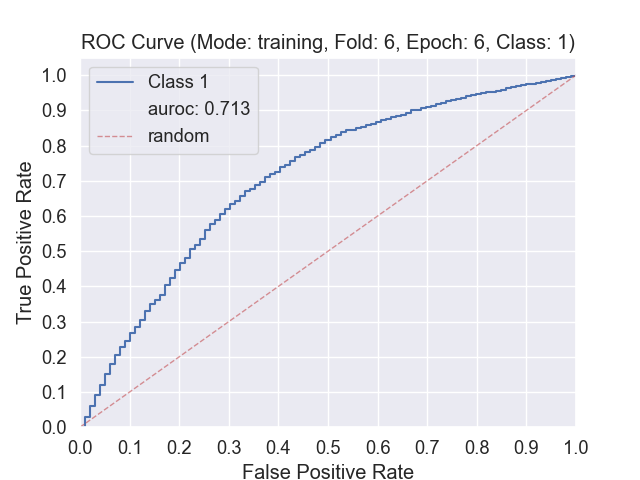 ROC Curve (Mode: training, Fold: 6, Epoch: 6, Class: 1)
Class 1
auroc: 0.713
random
True Positive Rate
1.0
0.9
0.8
0.7
0.6
0.5
0.4
0.3
0.2
0.1
0.0
0.0 0.1 0.2 0.3 0.4 0.5 0.6 0.7 0.8 0.9 1.0
False Positive Rate